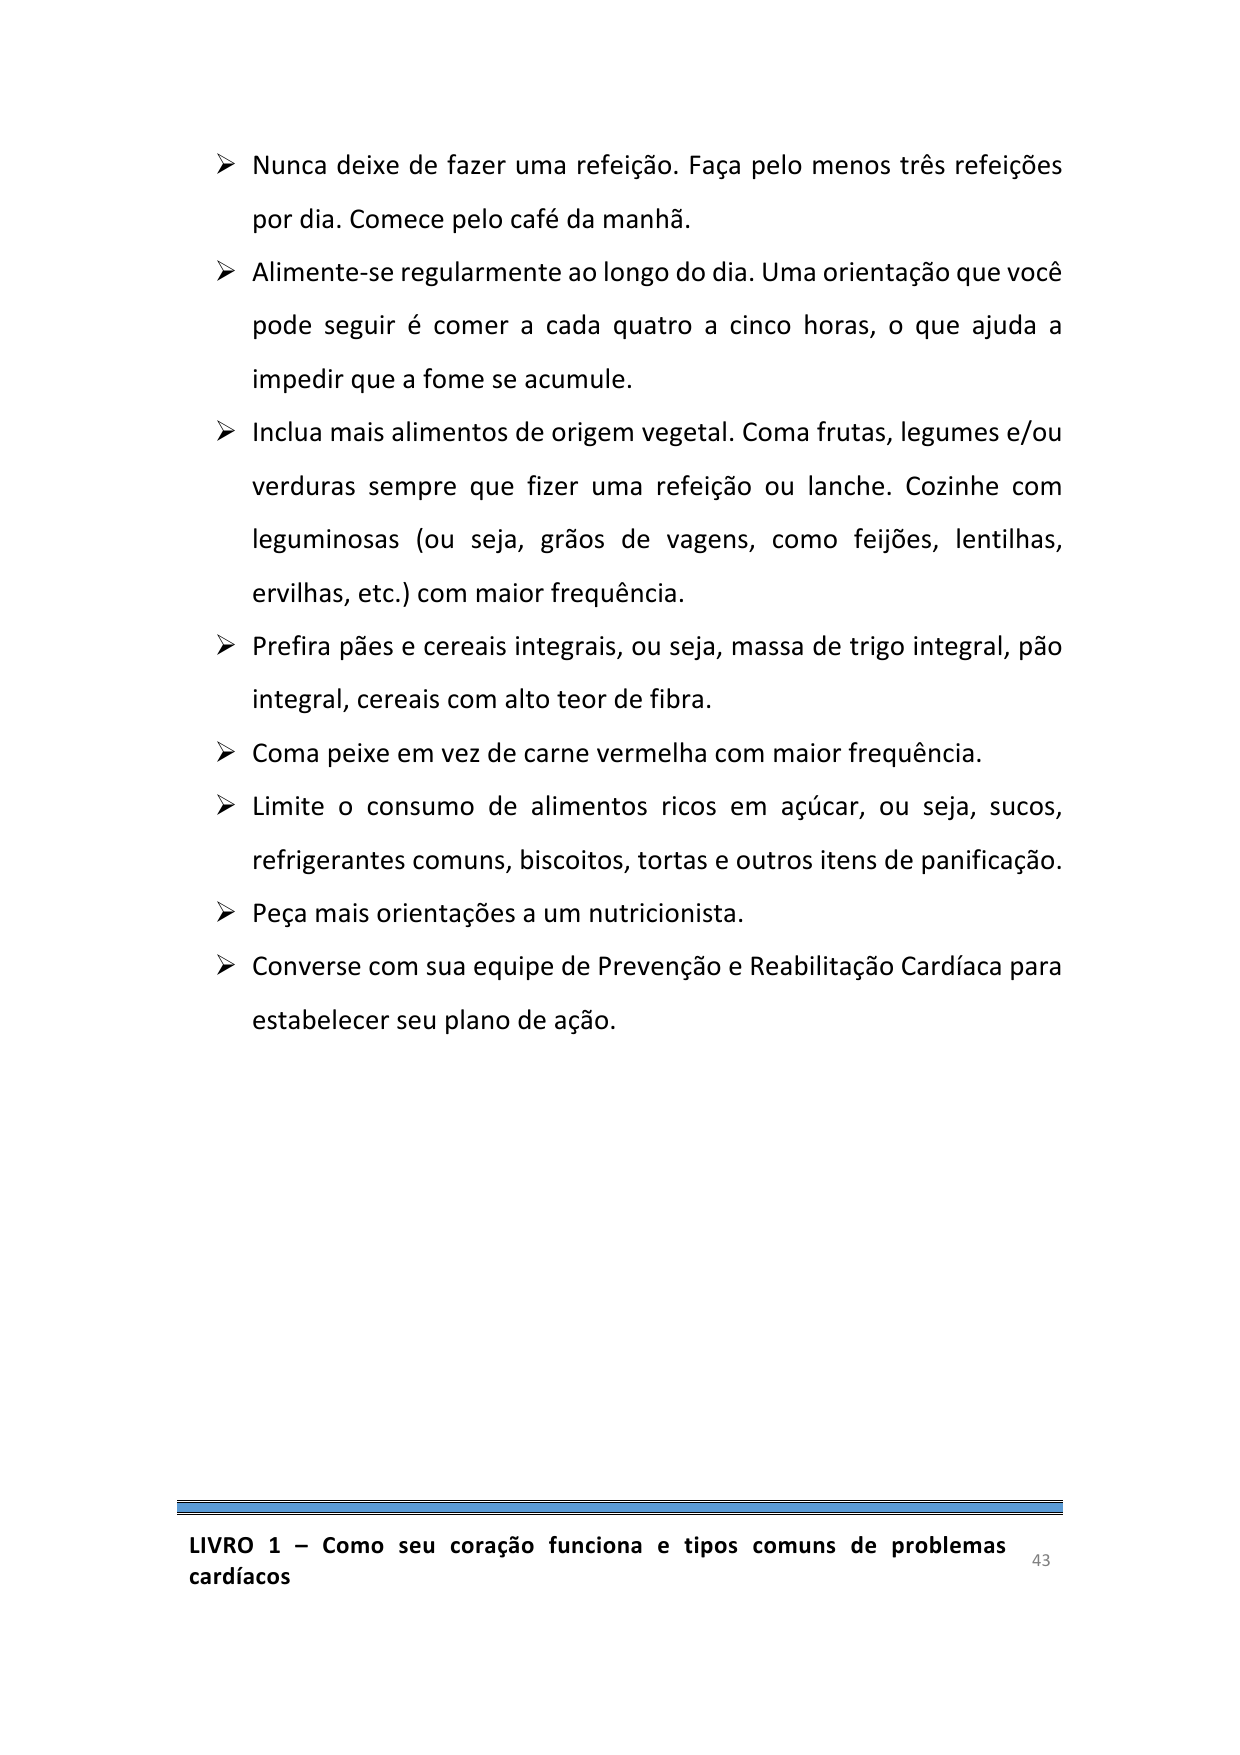 ➢ Nunca deixe de fazer uma refeição. Faça pelo menos três refeições
por dia. Comece pelo café da manhã.
➢ Alimente-se regularmente ao longo do dia. Uma orientação que você
pode seguir é comer a cada quatro a cinco horas, o que ajuda a
impedir que a fome se acumule.
➢ Inclua mais alimentos de origem vegetal. Coma frutas, legumes e/ou
verduras sempre que fizer uma refeição ou lanche. Cozinhe com
leguminosas (ou seja, grãos de vagens, como feijões, lentilhas,
ervilhas, etc.) com maior frequência.
➢ Prefira pães e cereais integrais, ou seja, massa de trigo integral, pão
integral, cereais com alto teor de fibra.
➢ Coma peixe em vez de carne vermelha com maior frequência.
➢ Limite o consumo de alimentos ricos em açúcar, ou seja, sucos,
refrigerantes comuns, biscoitos, tortas e outros itens de panificação.
➢ Peça mais orientações a um nutricionista.
➢ Converse com sua equipe de Prevenção e Reabilitação Cardíaca para
estabelecer seu plano de ação.
LIVRO 1 – Como seu coração funciona e tipos comuns de problemas
cardíacos
43